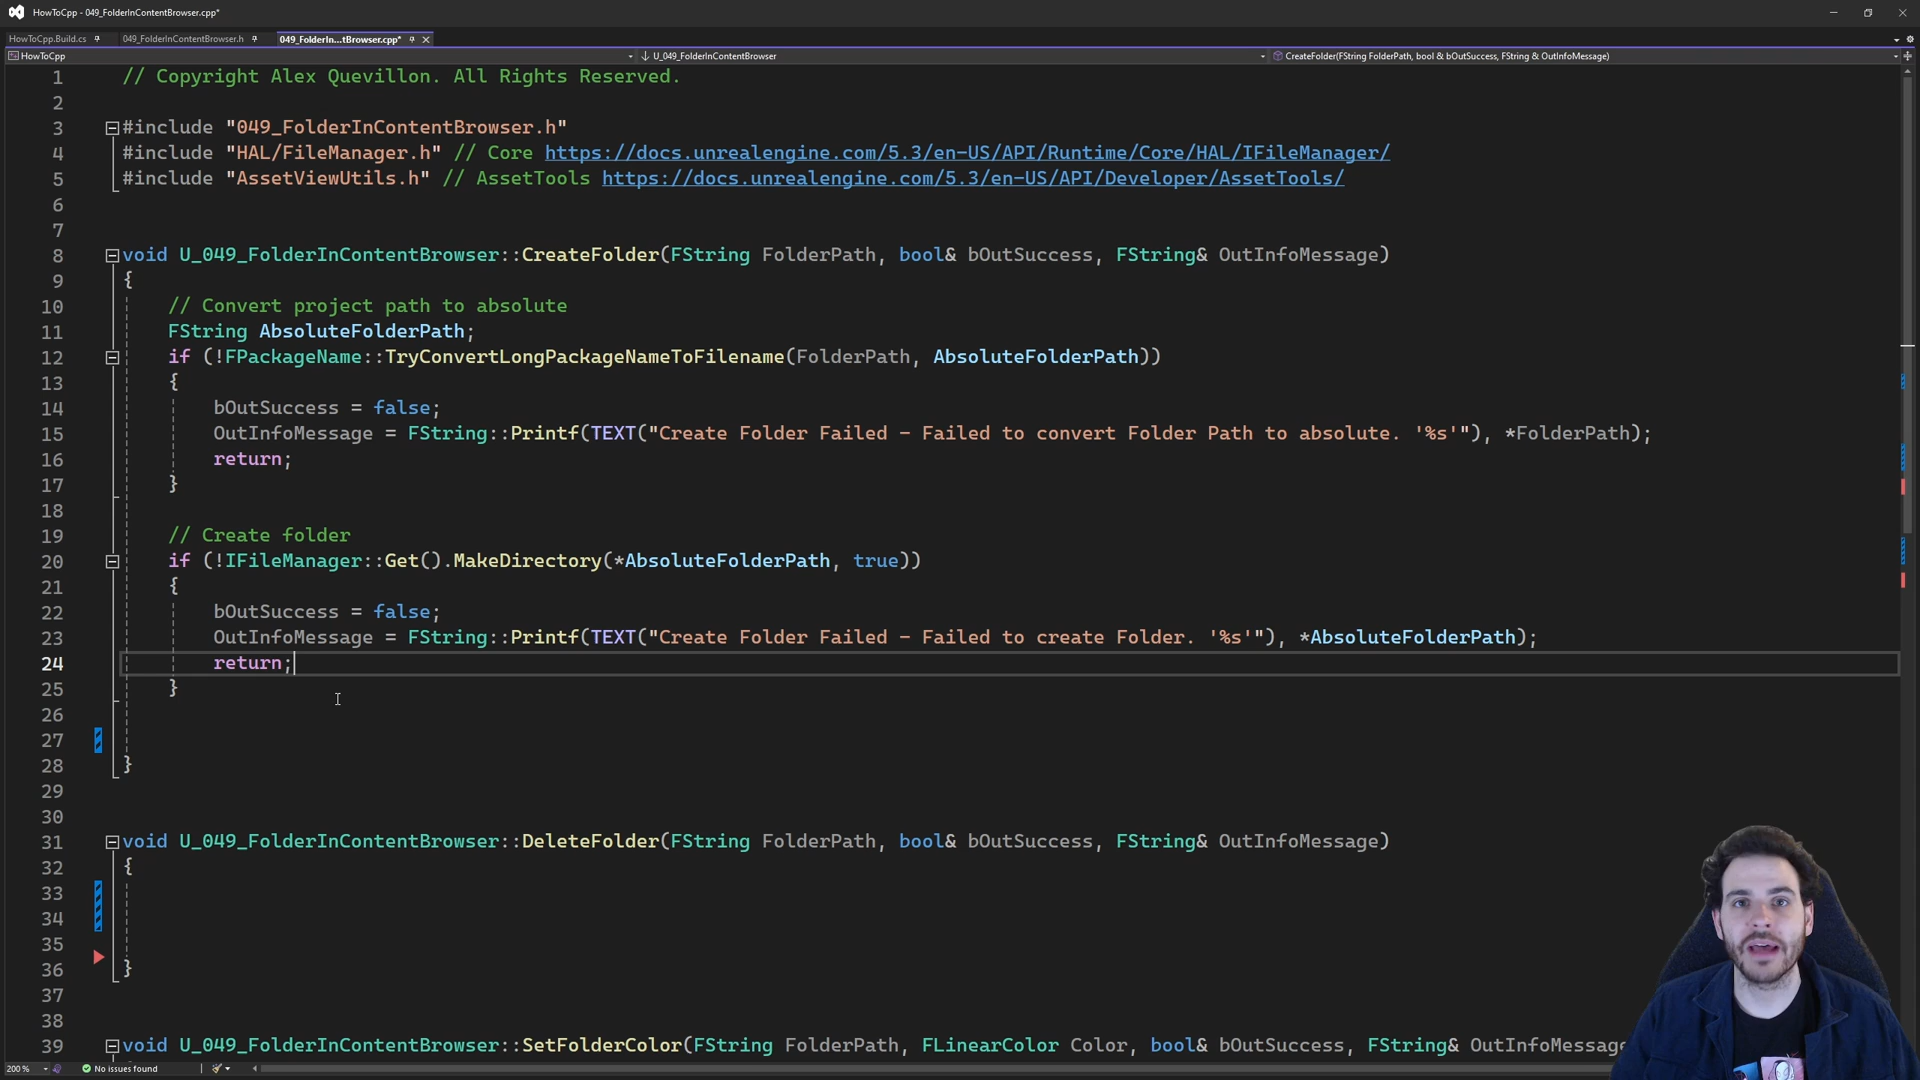 HowToCpp - 049_FolderInContentBrowser.cpp*
HowToCpp.Build.cs 049_FolderInContentBrowser.h 049_FolderIn...tBrowser.cpp*
HowToCpp U_049_FolderInContentBrowser CreateFolder(FString FolderPath, bool & bOutSuccess, FString & OutInfoMessage)
1 // Copyright Alex Quevillon. All Rights Reserved.
2
3 #include "049_FolderInContentBrowser.h"
4 #include "HAL/FileManager.h" // Core https://docs.unrealengine.com/5.3/en-US/API/Runtime/Core/HAL/IFileManager/
5 #include "AssetViewUtils.h" // AssetTools https://docs.unrealengine.com/5.3/en-US/API/Developer/AssetTools/
6
7
8 void U_049_FolderInContentBrowser::CreateFolder(FString FolderPath, bool& bOutSuccess, FString& OutInfoMessage)
9 {
10 // Convert project path to absolute
11 FString AbsoluteFolderPath;
12 if (!FPackageName::TryConvertLongPackageNameToFilename(FolderPath, AbsoluteFolderPath))
13 {
14 bOutSuccess = false;
15 OutInfoMessage = FString::Printf(TEXT("Create Folder Failed - Failed to convert Folder Path to absolute. '%s'"), *FolderPath);
16 return;
17 }
18
19 // Create folder
20 if (!IFileManager::Get().MakeDirectory(*AbsoluteFolderPath, true))
21 {
22 bOutSuccess = false;
23 OutInfoMessage = FString::Printf(TEXT("Create Folder Failed - Failed to create Folder. '%s'"), *AbsoluteFolderPath);
24 return;
25 }
26
27
28 }
29
30
31 void U_049_FolderInContentBrowser::DeleteFolder(FString FolderPath, bool& bOutSuccess, FString& OutInfoMessage)
32 {
33
34
35
36 }
37
38
39 void U_049_FolderInContentBrowser::SetFolderColor(FString FolderPath, FLinearColor Color, bool& bOutSuccess, FString& OutInfoMessage
200 % No issues found